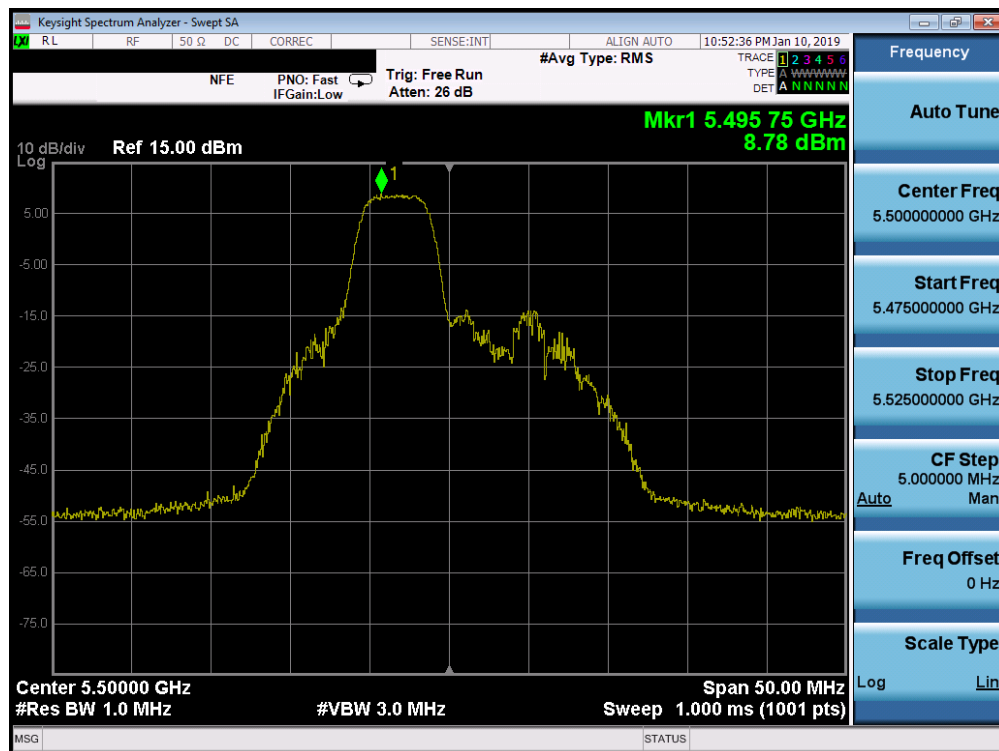 Keysight Spectrum Analyzer - Swept SA
LXI RL RF 50 Ω DC CORREC SENSE:INT ALIGN AUTO 10:52:36 PM Jan 10, 2019
NFE PNO: Fast Trig: Free Run #Avg Type: RMS TRACE 1 2 3 4 5 6
IFGain:Low Atten: 26 dB TYPE A WWWWW
DET A N N N N N
Frequency
Mkr1 5.495 75 GHz
8.78 dBm
10 dB/div Ref 15.00 dBm
Log
1
5.00
-5.00
-15.0
-25.0
-35.0
-45.0
-55.0
-65.0
-75.0
Center 5.50000 GHz Span 50.00 MHz
#Res BW 1.0 MHz #VBW 3.0 MHz Sweep 1.000 ms (1001 pts)
MSG STATUS
Auto Tune
Center Freq
5.500000000 GHz
Start Freq
5.475000000 GHz
Stop Freq
5.525000000 GHz
CF Step
5.000000 MHz
Auto Man
Freq Offset
0 Hz
Scale Type
Log Lin